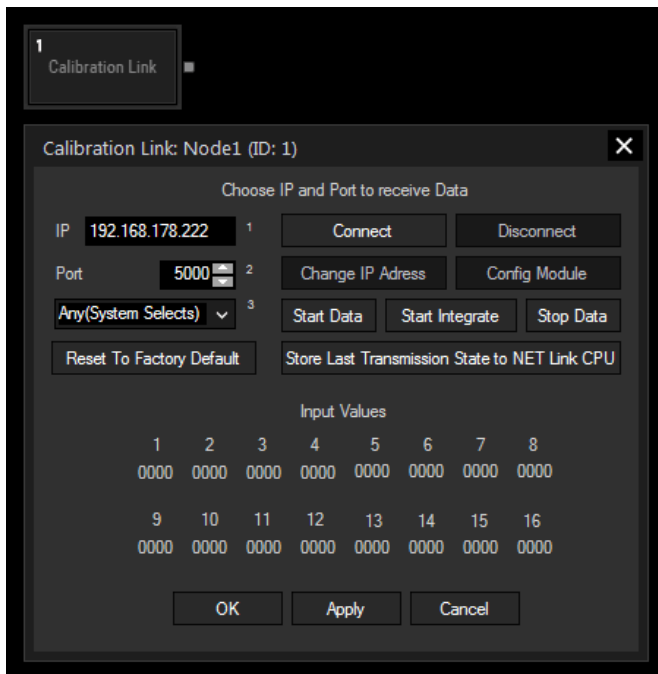 1
Calibration Link
Calibration Link: Node1 (ID: 1)
Choose IP and Port to receive Data
IP 192.168.178.222 1 Connect Disconnect
Port 5000 2 Change IP Adress Config Module
Any(System Selects) 3 Start Data Start Integrate Stop Data
Reset To Factory Default Store Last Transmission State to NET Link CPU
Input Values
1 2 3 4 5 6 7 8
0000 0000 0000 0000 0000 0000 0000 0000
9 10 11 12 13 14 15 16
0000 0000 0000 0000 0000 0000 0000 0000
OK Apply Cancel